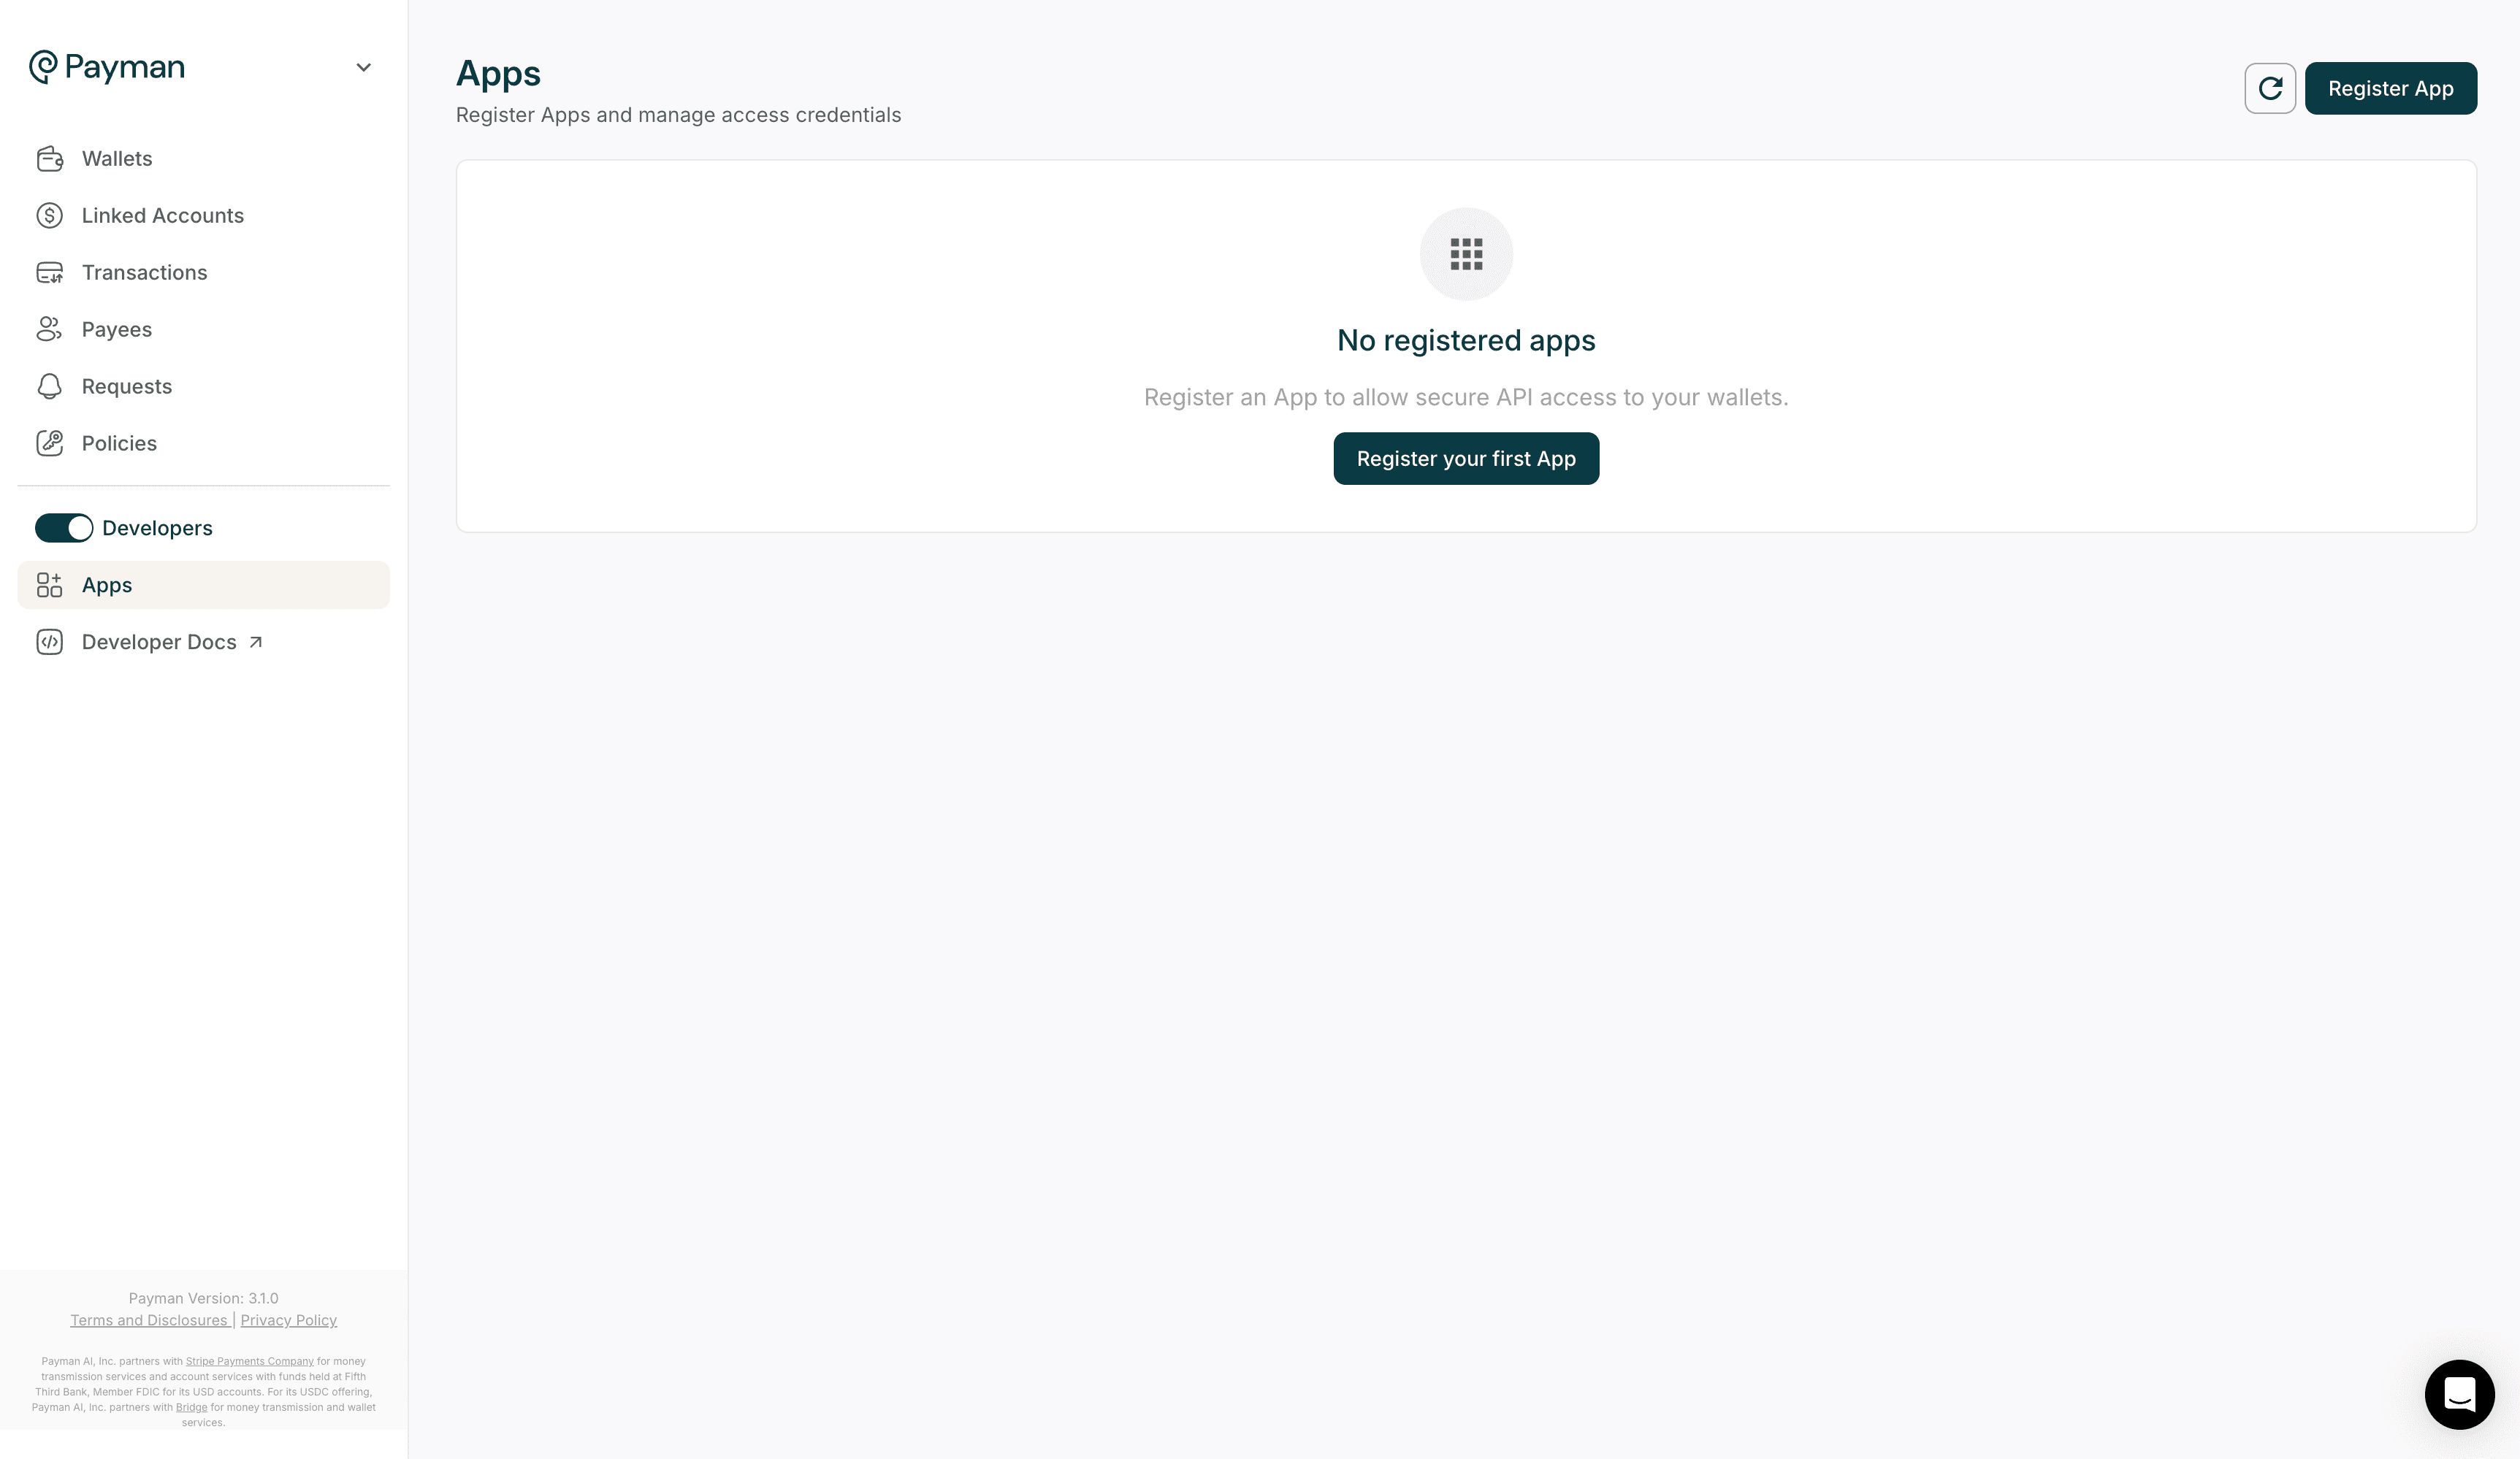 Payman
Wallets
Linked Accounts
Transactions
Payees
Requests
Policies
Developers
Apps
Developer Docs
Payman Version: 3.1.0
Terms and Disclosures | Privacy Policy
Payman AI, Inc. partners with Stripe Payments Company for money
transmission services and account services with funds held at Fifth
Third Bank, Member FDIC for its USD accounts. For its USDC offering,
Payman AI, Inc. partners with Bridge for money transmission and wallet
services.
Apps
Register Apps and manage access credentials
Register App
No registered apps
Register an App to allow secure API access to your wallets.
Register your first App